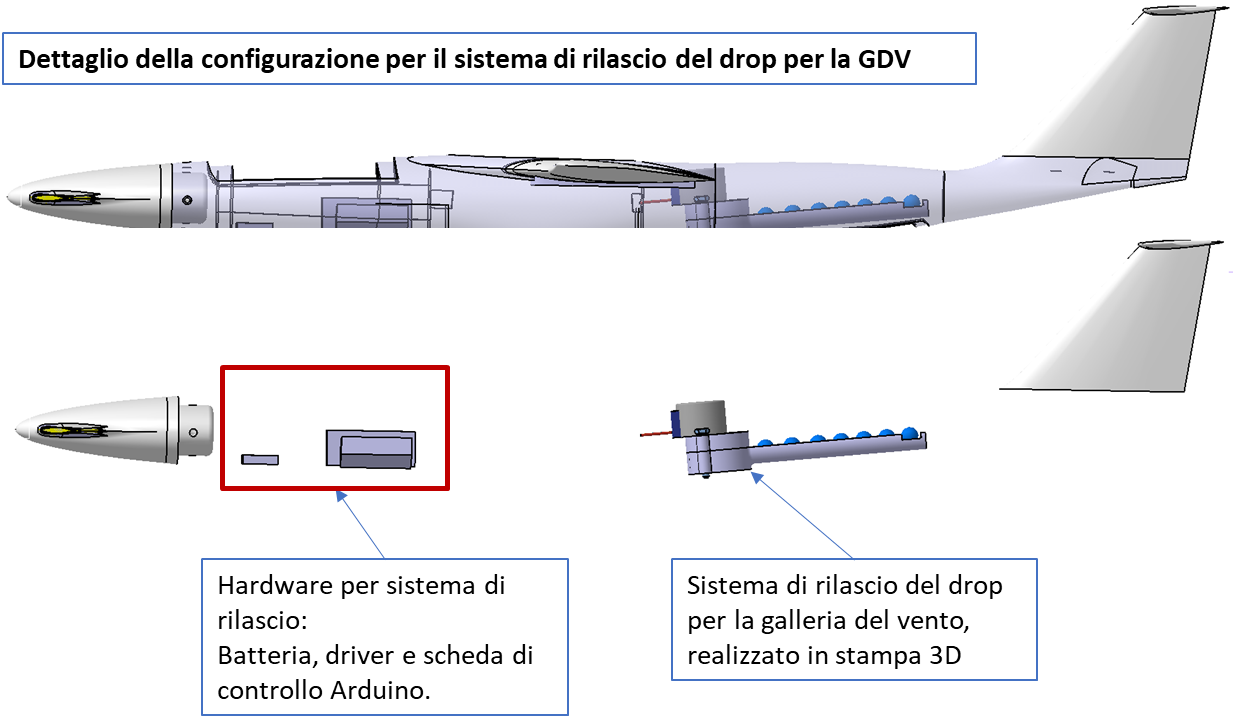 Dettaglio della configurazione per il sistema di rilascio del drop per la GDV
Hardware per sistema di
rilascio:
Batteria, driver e scheda di
controllo Arduino.
Sistema di rilascio del drop
per la galleria del vento,
realizzato in stampa 3D